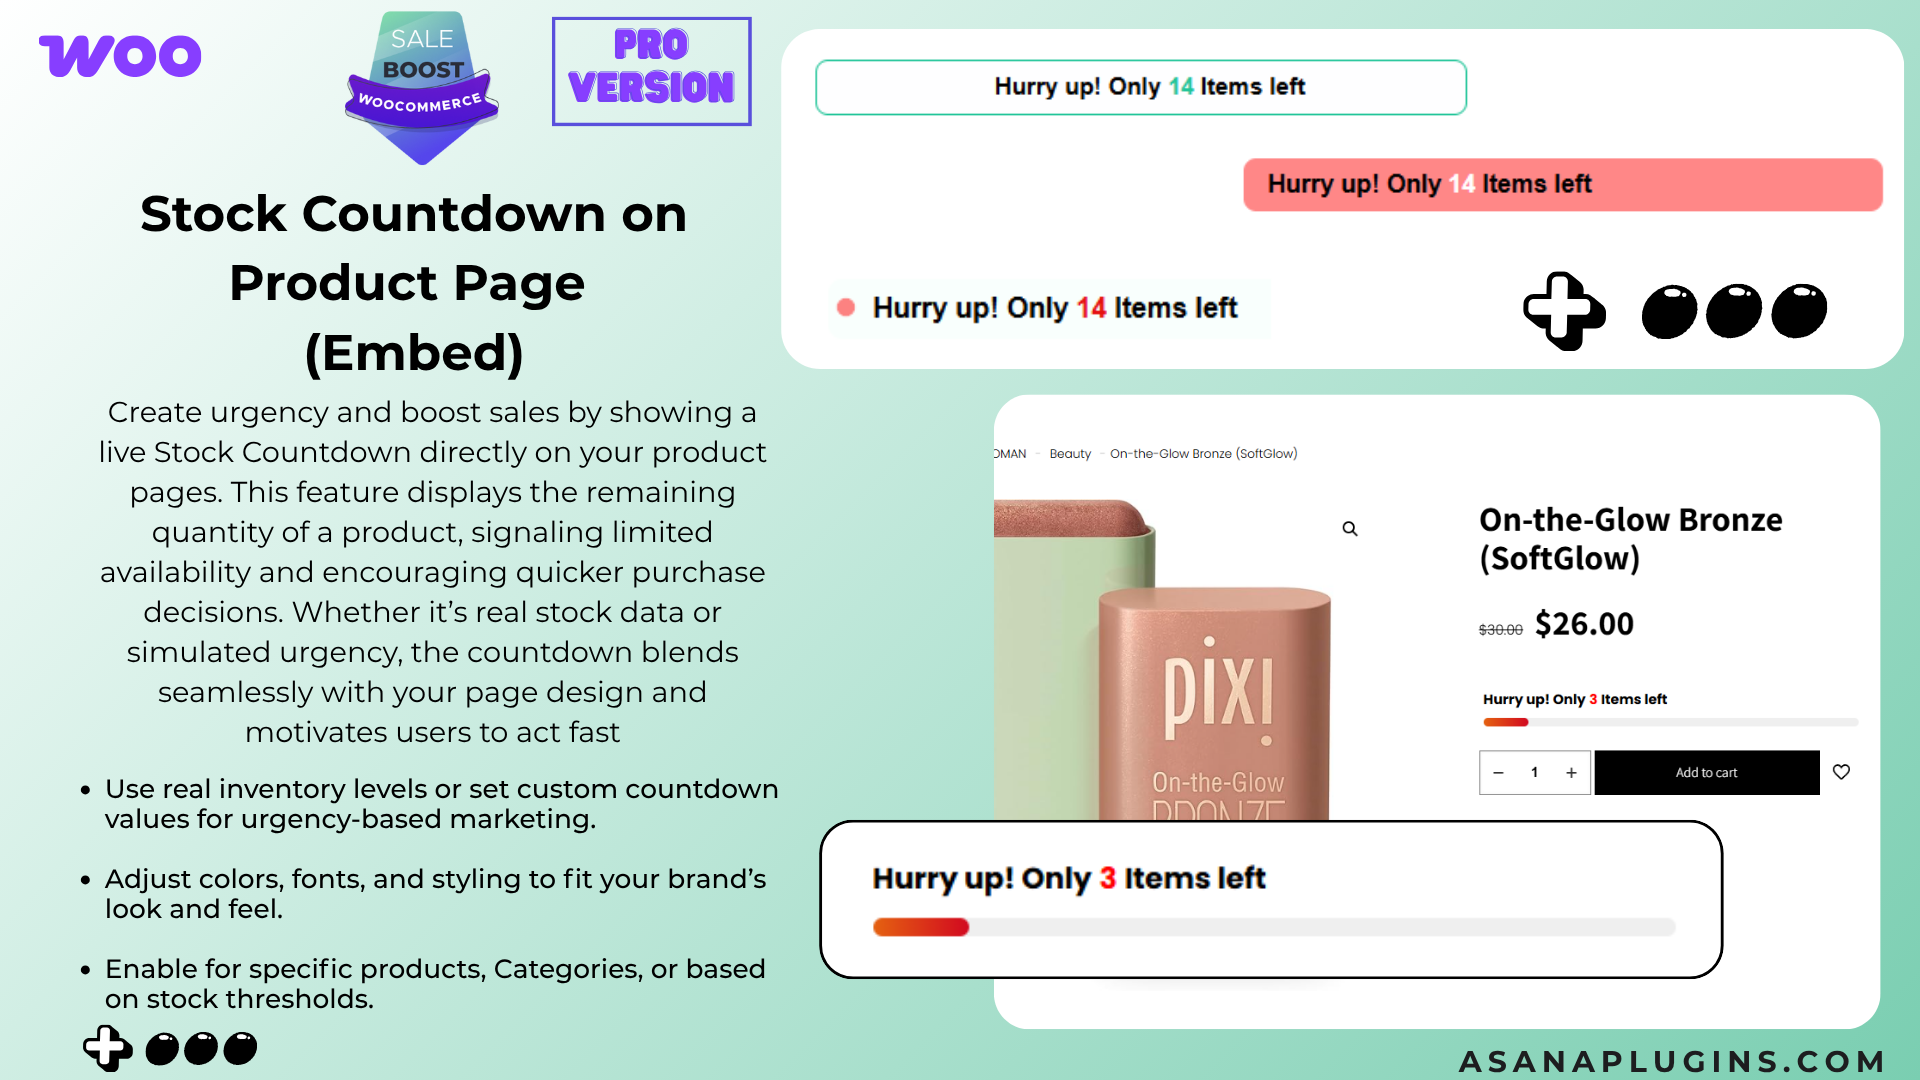 WOO
SALE
BOOST
WOOCOMMERCE
PRO
VERSION
Stock Countdown on
Product Page
(Embed)
Create urgency and boost sales by showing a
live Stock Countdown directly on your product
pages. This feature displays the remaining
quantity of a product, signaling limited
availability and encouraging quicker purchase
decisions. Whether it’s real stock data or
simulated urgency, the countdown blends
seamlessly with your page design and
motivates users to act fast
• Use real inventory levels or set custom countdown
values for urgency-based marketing.
• Adjust colors, fonts, and styling to fit your brand’s
look and feel.
• Enable for specific products, Categories, or based
on stock thresholds.
Hurry up! Only 14 Items left
Hurry up! Only 14 Items left
Hurry up! Only 14 Items left
OMAN - Beauty - On-the-Glow Bronze (SoftGlow)
pixi
On-the-Glow
BRONZE
On-the-Glow Bronze
(SoftGlow)
$30.00 $26.00
Hurry up! Only 3 Items left
− 1 + Add to cart
Hurry up! Only 3 Items left
ASANAPLUGINS.COM